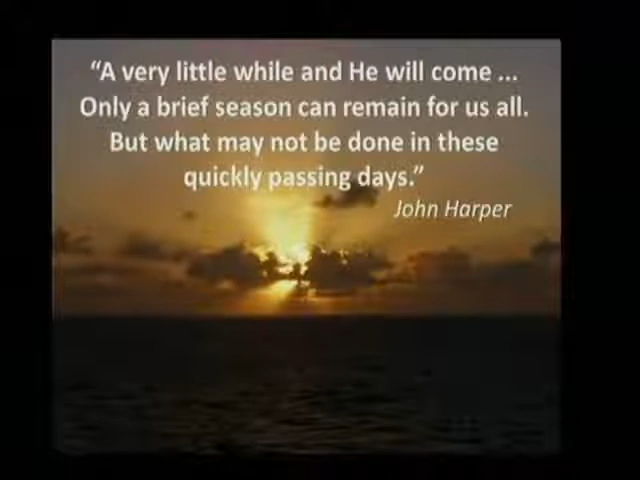 “A very little while and He will come ...
Only a brief season can remain for us all.
But what may not be done in these
quickly passing days.”
John Harper